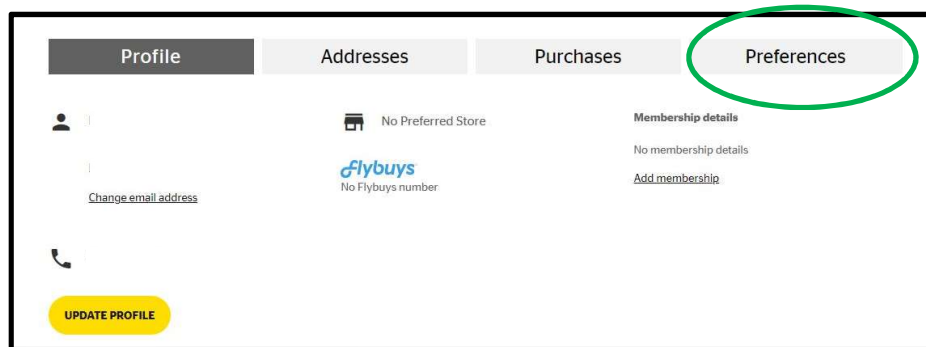 Profile
Addresses
Purchases
Preferences
No Preferred Store
Membership details
No membership details
Flybuys
No Flybuys number
Add membership
Change email address
UPDATE PROFILE